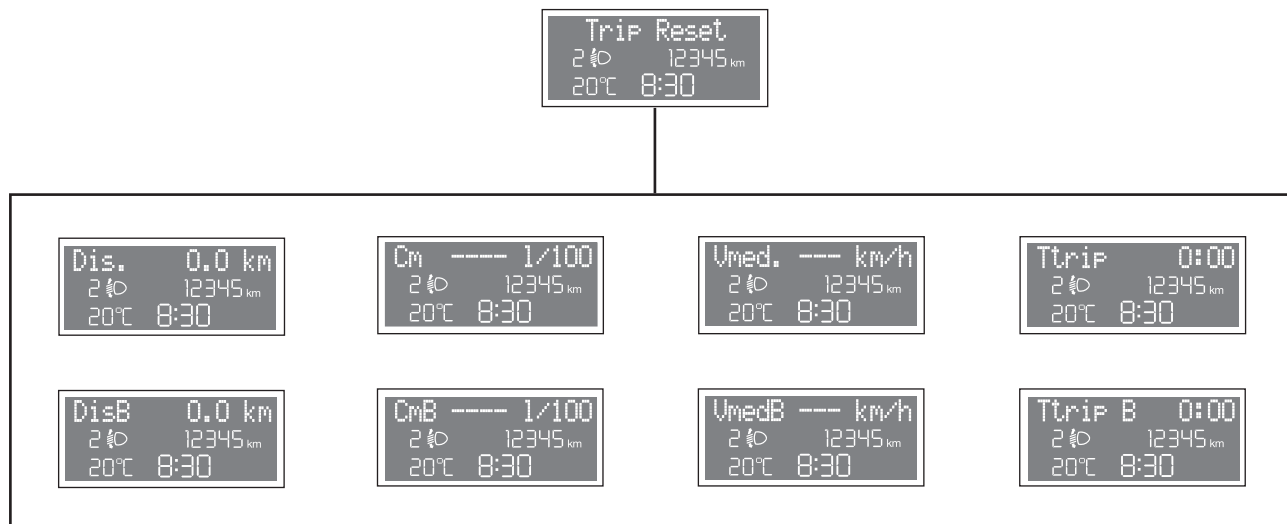 Trip Reset
2 12345 km
20°C 8:30
Dis. 0.0 km
2 12345 km
20°C 8:30
Cm ---- l/100
2 12345 km
20°C 8:30
Vmed. --- km/h
2 12345 km
20°C 8:30
Ttrip 0:00
2 12345 km
20°C 8:30
DisB 0.0 km
2 12345 km
20°C 8:30
CmB ---- l/100
2 12345 km
20°C 8:30
VmedB --- km/h
2 12345 km
20°C 8:30
Ttrip B 0:00
2 12345 km
20°C 8:30